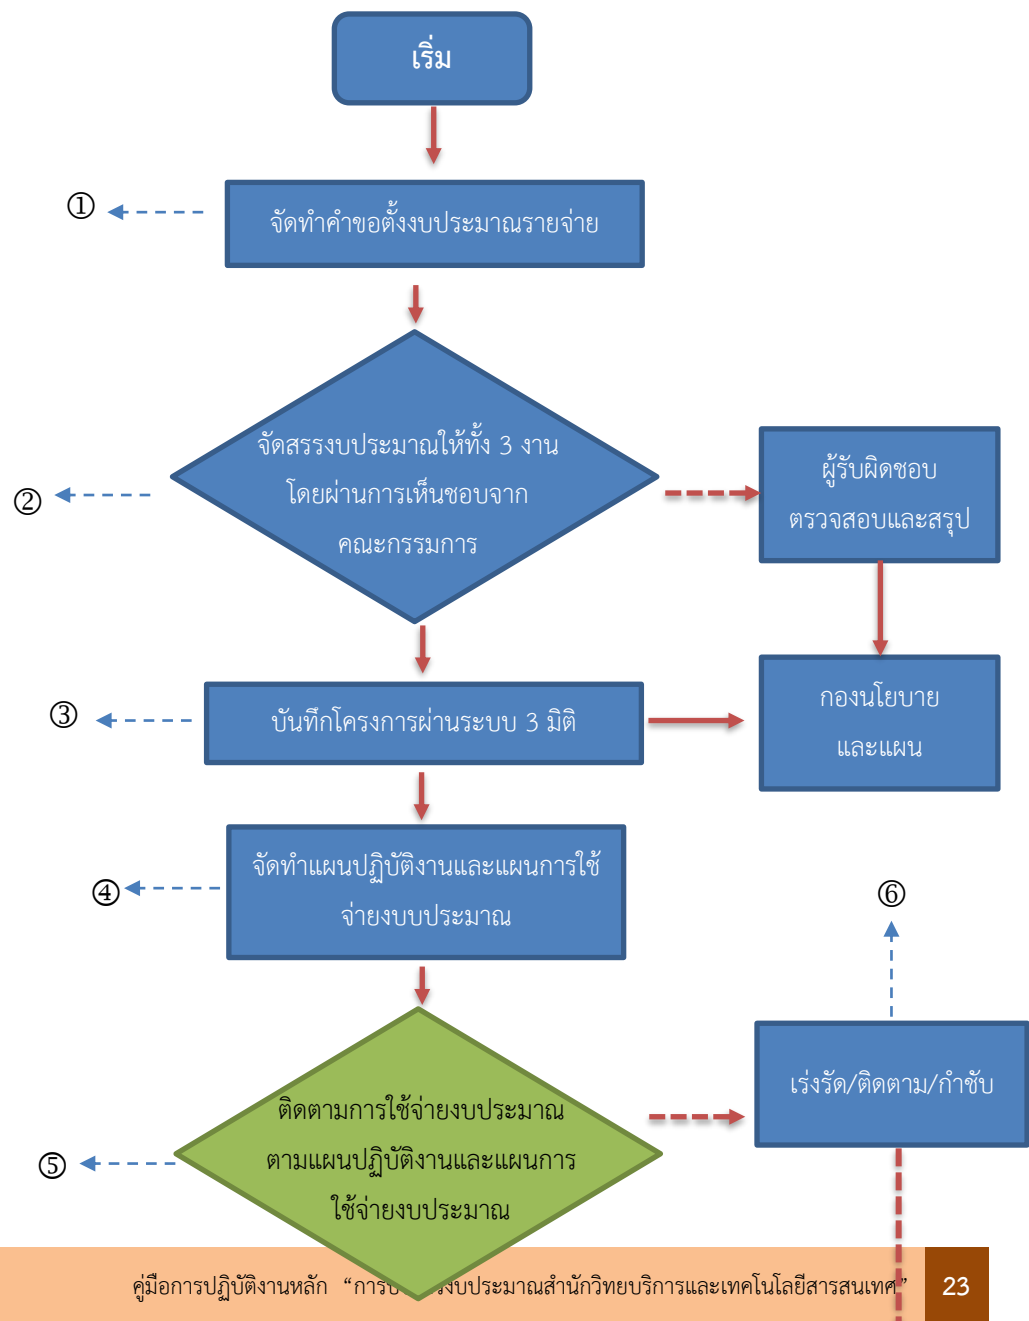 เริ่ม
①
จัดทำคำขอตั้งงบประมาณรายจ่าย
②
จัดสรรงบประมาณให้ทั้ง 3 งาน
โดยผ่านการเห็นชอบจาก
คณะกรรมการ
ผู้รับผิดชอบ
ตรวจสอบและสรุป
③
บันทึกโครงการผ่านระบบ 3 มิติ
กองนโยบาย
และแผน
④
จัดทำแผนปฏิบัติงานและแผนการใช้
จ่ายงบบประมาณ
⑥
เร่งรัด/ติดตาม/กำชับ
⑤
ติดตามการใช้จ่ายงบประมาณ
ตามแผนปฏิบัติงานและแผนการ
ใช้จ่ายงบประมาณ
คู่มือการปฏิบัติงานหลัก “การบ งบประมาณสำนักวิทยบริการและเทคโนโลยีสารสนเทศ” 23